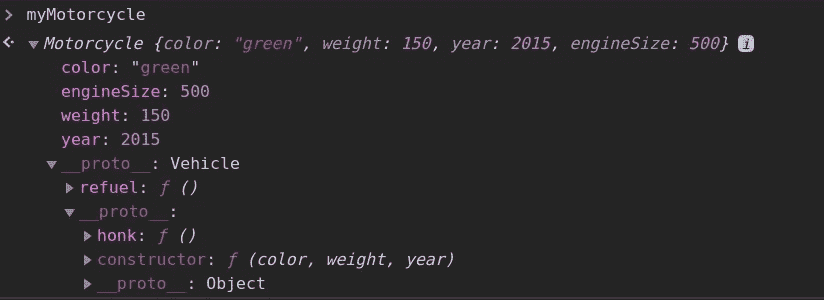 > myMotorcycle
Motorcycle {color: "green", weight: 150, year: 2015, engineSize: 500} i
color: "green"
engineSize: 500
weight: 150
year: 2015
__proto__: Vehicle
refuel: ƒ ()
__proto__:
honk: ƒ ()
constructor: ƒ (color, weight, year)
__proto__: Object